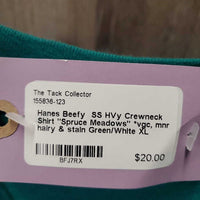 The Tack Collector
155836-123
Hanes Beefy SS HVy Crewneck
Shirt "Spruce Meadows" *vgc, mnr
hairy & stain Green/White XL
BFJ7RX
$20.00